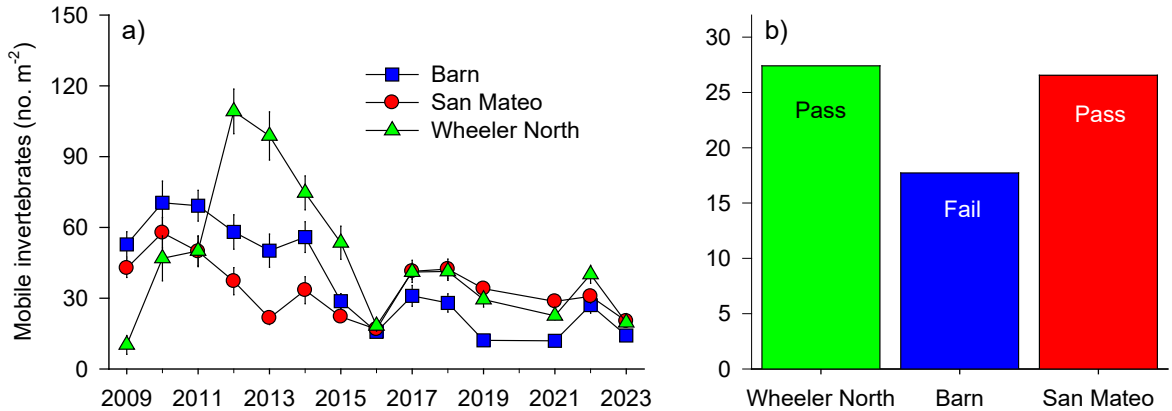 a)
Mobile invertebrates (no. m-2)
150
120
90
60
30
0
2009 2011 2013 2015 2017 2019 2021 2023
Barn
San Mateo
Wheeler North
b)
30
25
20
15
10
5
0
Pass
Fail
Pass
Wheeler North Barn San Mateo